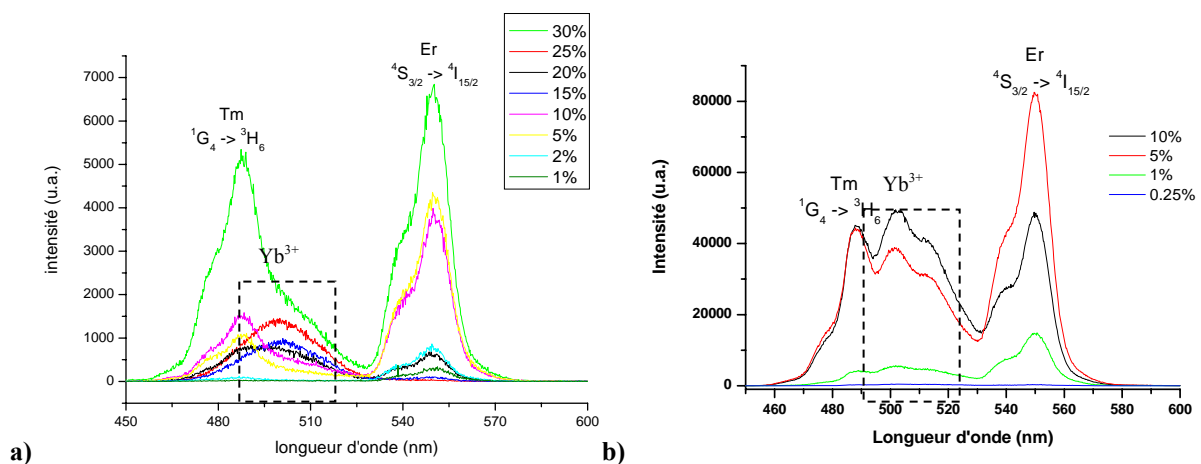 30%
25%
20%
15%
10%
5%
2%
1%
Er
⁴S₃/₂ -> ⁴I₁₅/₂
Tm
¹G₄ -> ³H₆
Yb³⁺
7000
6000
5000
4000
3000
2000
1000
0
intensité (u.a.)
450 480 510 540 570 600
longueur d'onde (nm)
a)
Er
⁴S₃/₂ -> ⁴I₁₅/₂
10%
5%
1%
0.25%
Tm
¹G₄ -> ³H₆
Yb³⁺
80000
60000
40000
20000
0
Intensité (u.a.)
460 480 500 520 540 560 580 600
Longueur d'onde (nm)
b)